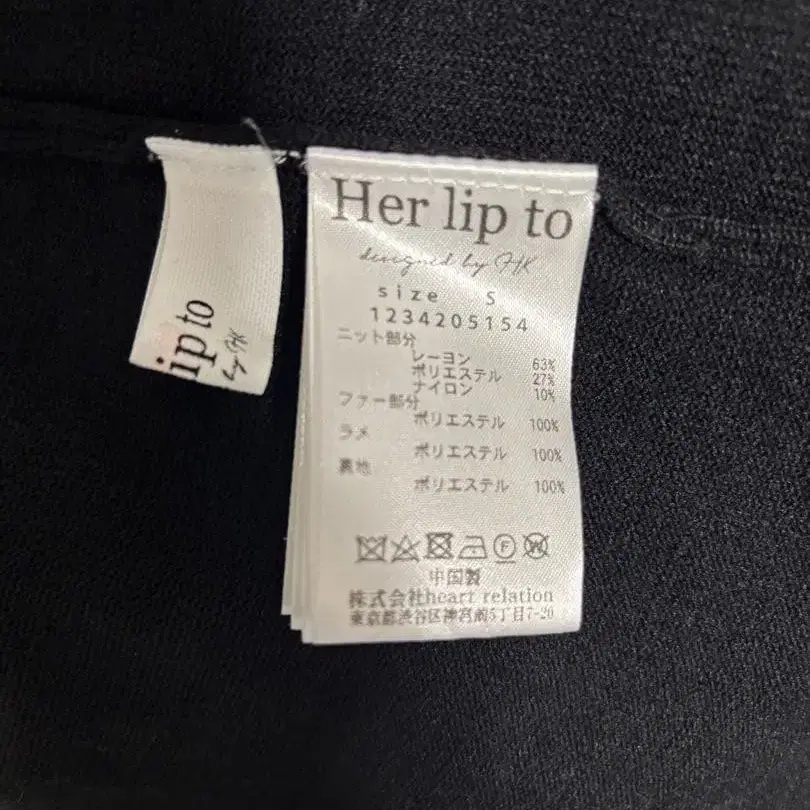 Her lip to
designed by HK
size S
1234205154
ニット部分
レーヨン 63%
ポリエステル 27%
ナイロン 10%
ファー部分
ポリエステル 100%
ラメ
ポリエステル 100%
裏地
ポリエステル 100%
F W
中国製
株式会社heart relation
東京都渋谷区神宮前5丁目7-20
lip to
by HK